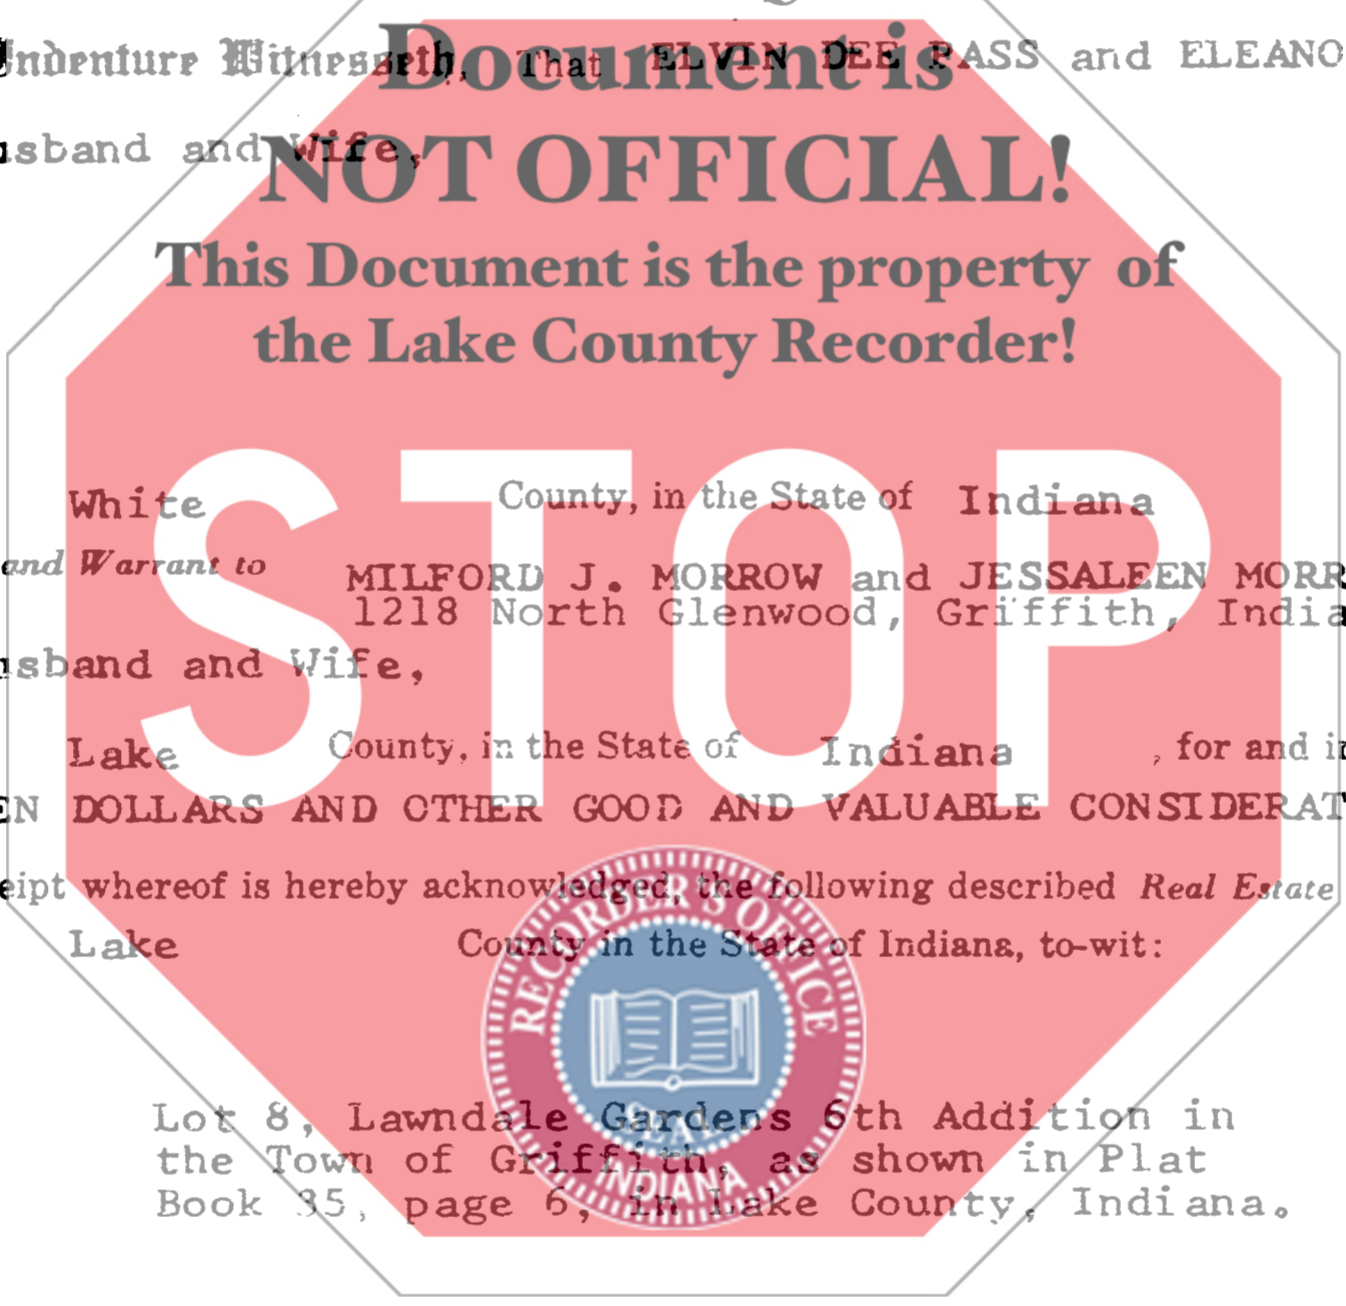 Document is
Indenture Witnesseth, That ELVIN DEE PASS and ELEANO
NOT OFFICIAL!
usband and Wife,
This Document is the property of
the Lake County Recorder!
STOP
White County, in the State of Indiana
and Warrant to MILFORD J. MORROW and JESSALEEN MORR
1218 North Glenwood, Griffith, India
usband and Wife,
Lake County, in the State of Indiana , for and in
EN DOLLARS AND OTHER GOOD AND VALUABLE CONSIDERAT
eipt whereof is hereby acknowledged, the following described Real Estate
Lake County in the State of Indiana, to-wit:
RECORDER'S OFFICE
SEAL
INDIANA
Lot 8, Lawndale Gardens 6th Addition in
the Town of Griffith, as shown in Plat
Book 35, page 6, in Lake County, Indiana.